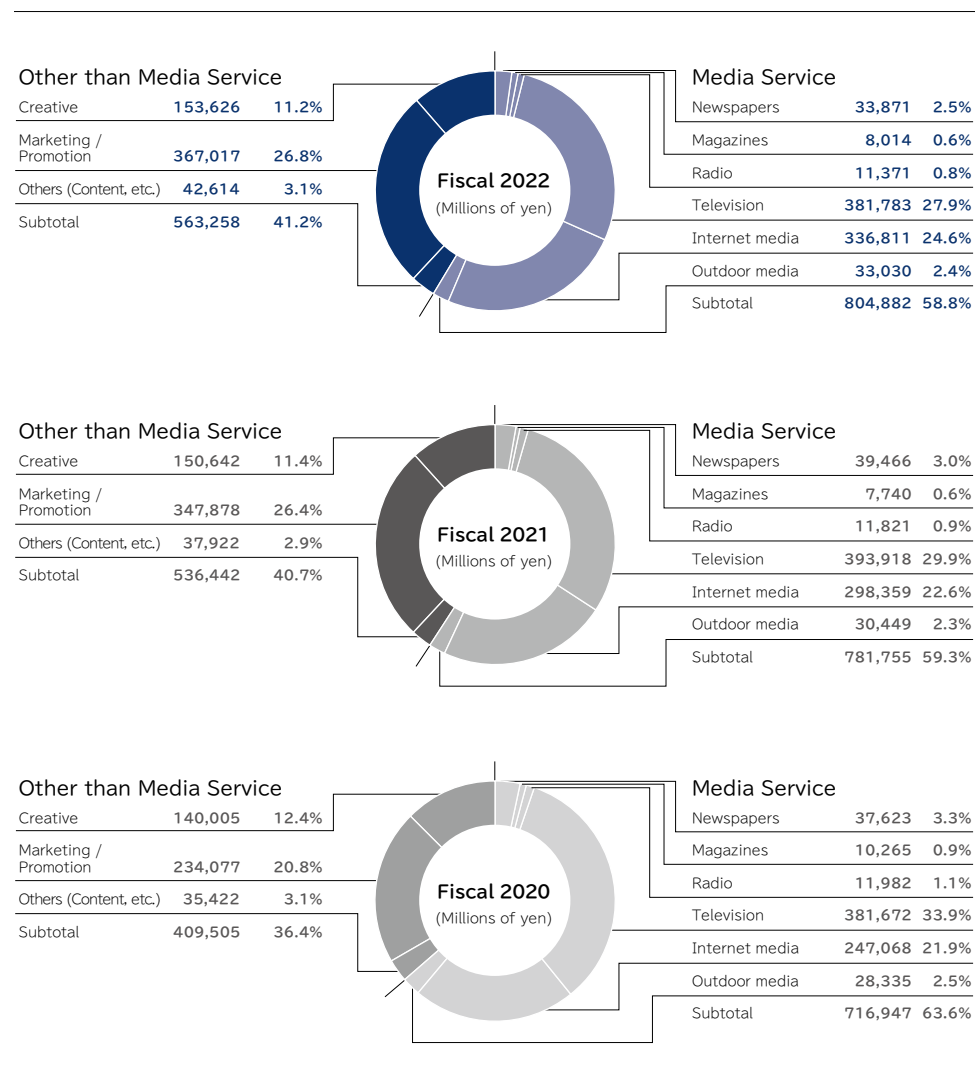 Other than Media Service
Creative 153,626 11.2%
Marketing /
Promotion 367,017 26.8%
Others (Content, etc.) 42,614 3.1%
Subtotal 563,258 41.2%
Fiscal 2022
(Millions of yen)
Media Service
Newspapers 33,871 2.5%
Magazines 8,014 0.6%
Radio 11,371 0.8%
Television 381,783 27.9%
Internet media 336,811 24.6%
Outdoor media 33,030 2.4%
Subtotal 804,882 58.8%
Other than Media Service
Creative 150,642 11.4%
Marketing /
Promotion 347,878 26.4%
Others (Content, etc.) 37,922 2.9%
Subtotal 536,442 40.7%
Fiscal 2021
(Millions of yen)
Media Service
Newspapers 39,466 3.0%
Magazines 7,740 0.6%
Radio 11,821 0.9%
Television 393,918 29.9%
Internet media 298,359 22.6%
Outdoor media 30,449 2.3%
Subtotal 781,755 59.3%
Other than Media Service
Creative 140,005 12.4%
Marketing /
Promotion 234,077 20.8%
Others (Content, etc.) 35,422 3.1%
Subtotal 409,505 36.4%
Fiscal 2020
(Millions of yen)
Media Service
Newspapers 37,623 3.3%
Magazines 10,265 0.9%
Radio 11,982 1.1%
Television 381,672 33.9%
Internet media 247,068 21.9%
Outdoor media 28,335 2.5%
Subtotal 716,947 63.6%